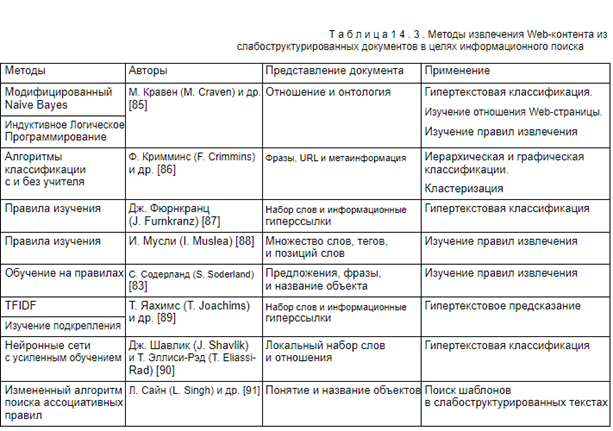 Т а б л и ц а 1 4 . 3 . Методы извлечения Web-контента из
слабоструктурированных документов в целях информационного поиска
Методы
Авторы
Представление документа
Применение
Модифицированный
Naive Bayes
Индуктивное Логическое
Программирование
М. Кравен (M. Craven) и др.
[85]
Отношение и онтология
Гипертекстовая классификация.
Изучение отношения Web-страницы.
Изучение правил извлечения
Алгоритмы
классификации
с и без учителя
Ф. Кримминс (F. Crimmins)
и др. [86]
Фразы, URL и метаинформация
Иерархическая и графическая
классификации.
Кластеризация
Правила изучения
Дж. Фюрнкранц
(J. Furnkranz) [87]
Набор слов и информационные
гиперссылки
Гипертекстовая классификация
Правила изучения
И. Мусли (I. Muslea) [88]
Множество слов, тегов,
и позиций слов
Изучение правил извлечения
Обучение на правилах
С. Содерланд (S. Soderland)
[83]
Предложения, фразы,
и название объекта
Изучение правил извлечения
TFIDF
Изучение подкрепления
Т. Яахимс (T. Joachims)
и др. [89]
Набор слов и информационные
гиперссылки
Гипертекстовое предсказание
Нейронные сети
с усиленным обучением
Дж. Шавлик (J. Shavlik)
и Т. Эллиси-Рэд (T. Eliassi-
Rad) [90]
Локальный набор слов
и отношения
Гипертекстовая классификация
Измененный алгоритм
поиска ассоциативных
правил
Л. Сайн (L. Singh) и др. [91]
Понятие и название объектов
Поиск шаблонов
в слабоструктурированных текстах